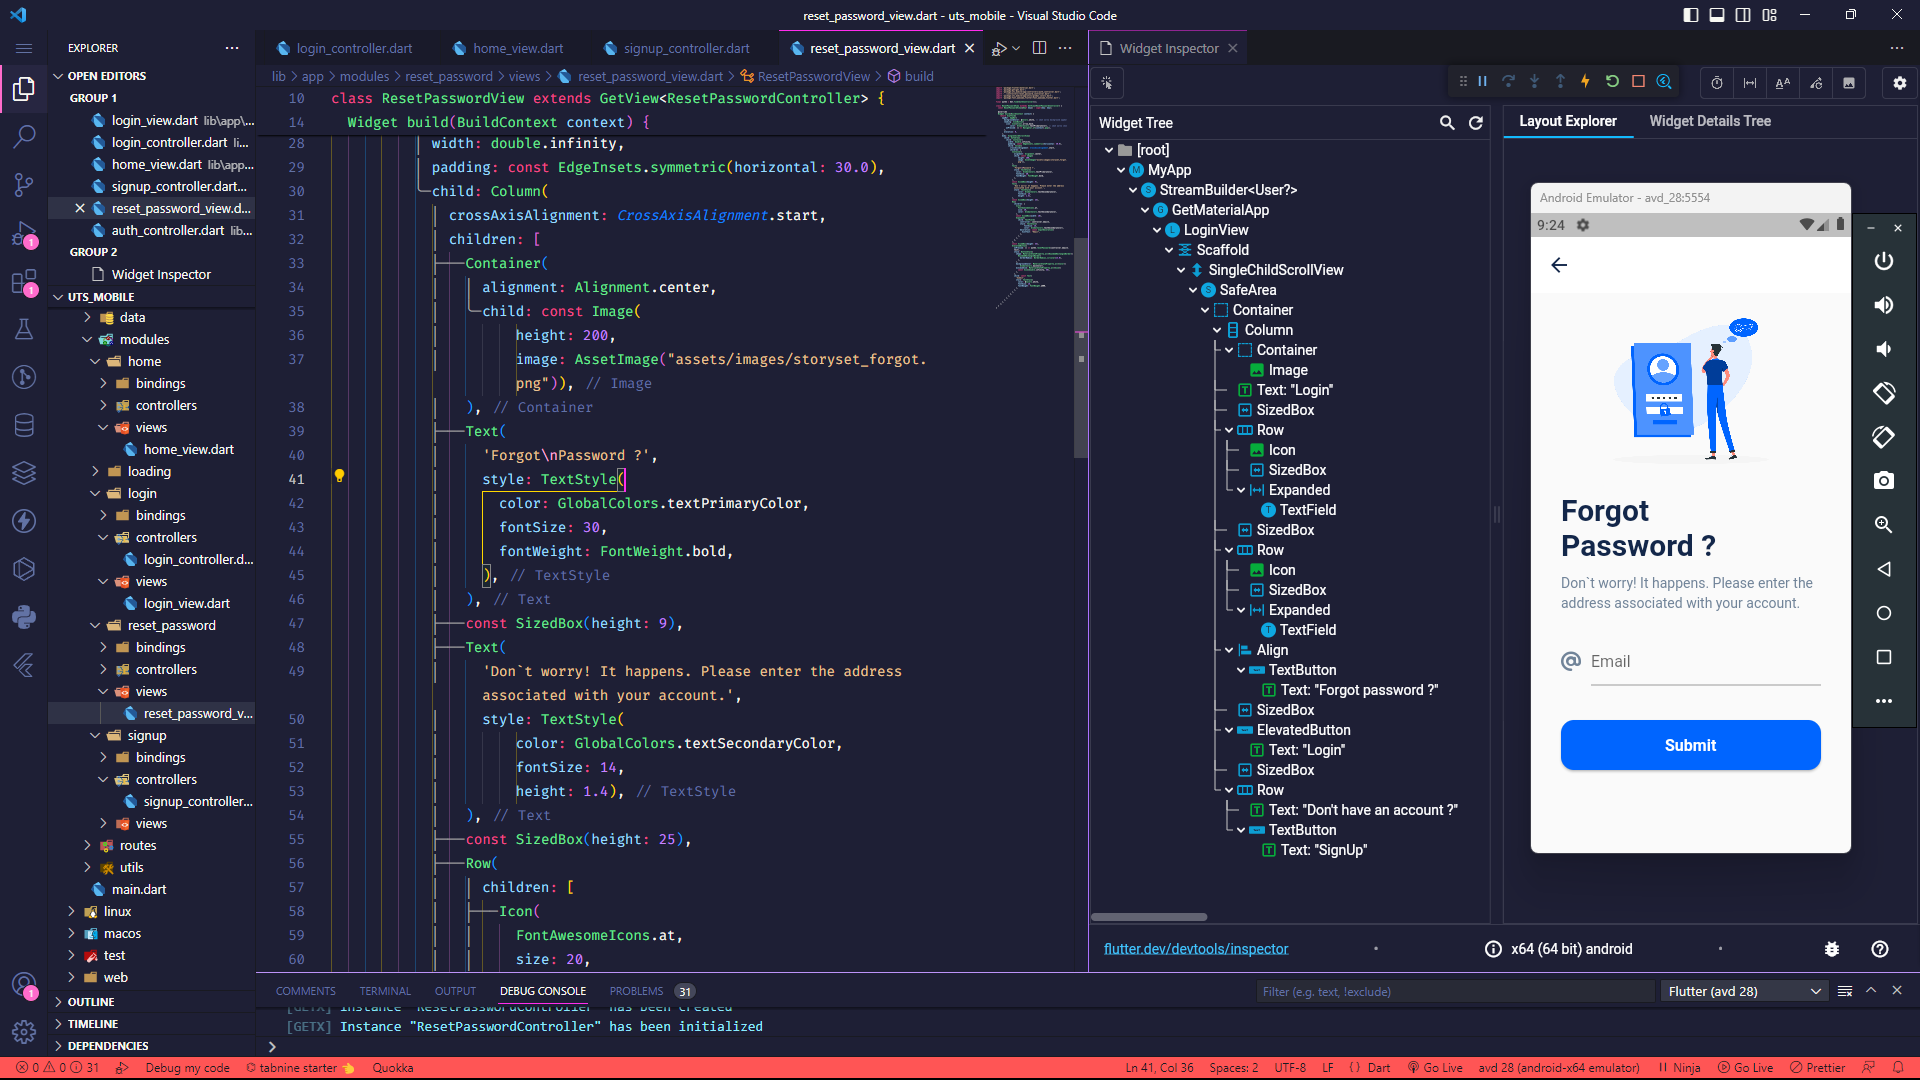 reset_password_view.dart - uts_mobile - Visual Studio Code
EXPLORER
OPEN EDITORS
GROUP 1
login_view.dart lib\app\...
login_controller.dart li...
home_view.dart lib\app...
signup_controller.dart...
reset_password_view.d...
auth_controller.dart lib...
GROUP 2
Widget Inspector
UTS_MOBILE
data
modules
home
bindings
controllers
views
home_view.dart
loading
login
bindings
controllers
login_controller.d...
views
login_view.dart
reset_password
bindings
controllers
views
reset_password_v...
signup
bindings
controllers
signup_controller...
views
routes
utils
main.dart
linux
macos
test
web
OUTLINE
TIMELINE
DEPENDENCIES
login_controller.dart
home_view.dart
signup_controller.dart
reset_password_view.dart
lib > app > modules > reset_password > views > reset_password_view.dart > ResetPasswordView > build
10 class ResetPasswordView extends GetView<ResetPasswordController> {
14 Widget build(BuildContext context) {
28 width: double.infinity,
29 padding: const EdgeInsets.symmetric(horizontal: 30.0),
30 child: Column(
31 crossAxisAlignment: CrossAxisAlignment.start,
32 children: [
33 Container(
34 alignment: Alignment.center,
35 child: const Image(
36 height: 200,
37 image: AssetImage("assets/images/storyset_forgot.
png")), // Image
38 ), // Container
39 Text(
40 'Forgot\nPassword ?',
41 style: TextStyle(
42 color: GlobalColors.textPrimaryColor,
43 fontSize: 30,
44 fontWeight: FontWeight.bold,
45 ), // TextStyle
46 ), // Text
47 const SizedBox(height: 9),
48 Text(
49 'Don`t worry! It happens. Please enter the address
associated with your account.',
50 style: TextStyle(
51 color: GlobalColors.textSecondaryColor,
52 fontSize: 14,
53 height: 1.4), // TextStyle
54 ), // Text
55 const SizedBox(height: 25),
56 Row(
57 children: [
58 Icon(
59 FontAwesomeIcons.at,
60 size: 20,
Widget Inspector
Widget Tree
[root]
MyApp
StreamBuilder<User?>
GetMaterialApp
LoginView
Scaffold
SingleChildScrollView
SafeArea
Container
Column
Container
Image
Text: "Login"
SizedBox
Row
Icon
SizedBox
Expanded
TextField
SizedBox
Row
Icon
SizedBox
Expanded
TextField
Align
TextButton
Text: "Forgot password ?"
SizedBox
ElevatedButton
Text: "Login"
SizedBox
Row
Text: "Don't have an account ?"
TextButton
Text: "SignUp"
Layout Explorer
Widget Details Tree
Android Emulator - avd_28:5554
9:24
Forgot
Password ?
Don`t worry! It happens. Please enter the
address associated with your account.
Email
Submit
flutter.dev/devtools/inspector
x64 (64 bit) android
COMMENTS TERMINAL OUTPUT DEBUG CONSOLE PROBLEMS 31
Filter (e.g. text, !exclude)
Flutter (avd 28)
[GETX] Instance "ResetPasswordController" has been created
[GETX] Instance "ResetPasswordController" has been initialized
0 0 31 Debug my code tabnine starter Quokka Ln 41, Col 36 Spaces: 2 UTF-8 LF { } Dart Go Live avd 28 (android-x64 emulator) Ninja Go Live Prettier